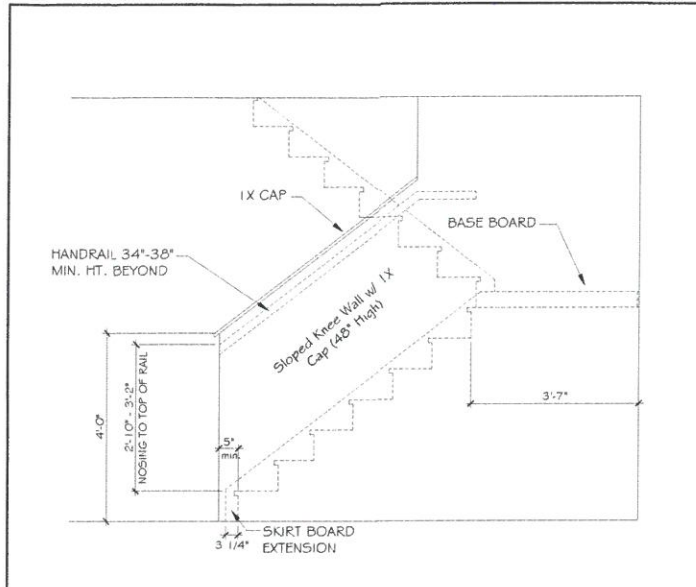 1X CAP
BASE BOARD
HANDRAIL 34"-38"
MIN. HT. BEYOND
Sloped Knee Wall w/ 1X
Cap (48" High)
4'-0"
2'-10" - 3'-2"
NOSING TO TOP OF RAIL
3'-7"
5"
min.
SKIRT BOARD
EXTENSION
3 1/4"